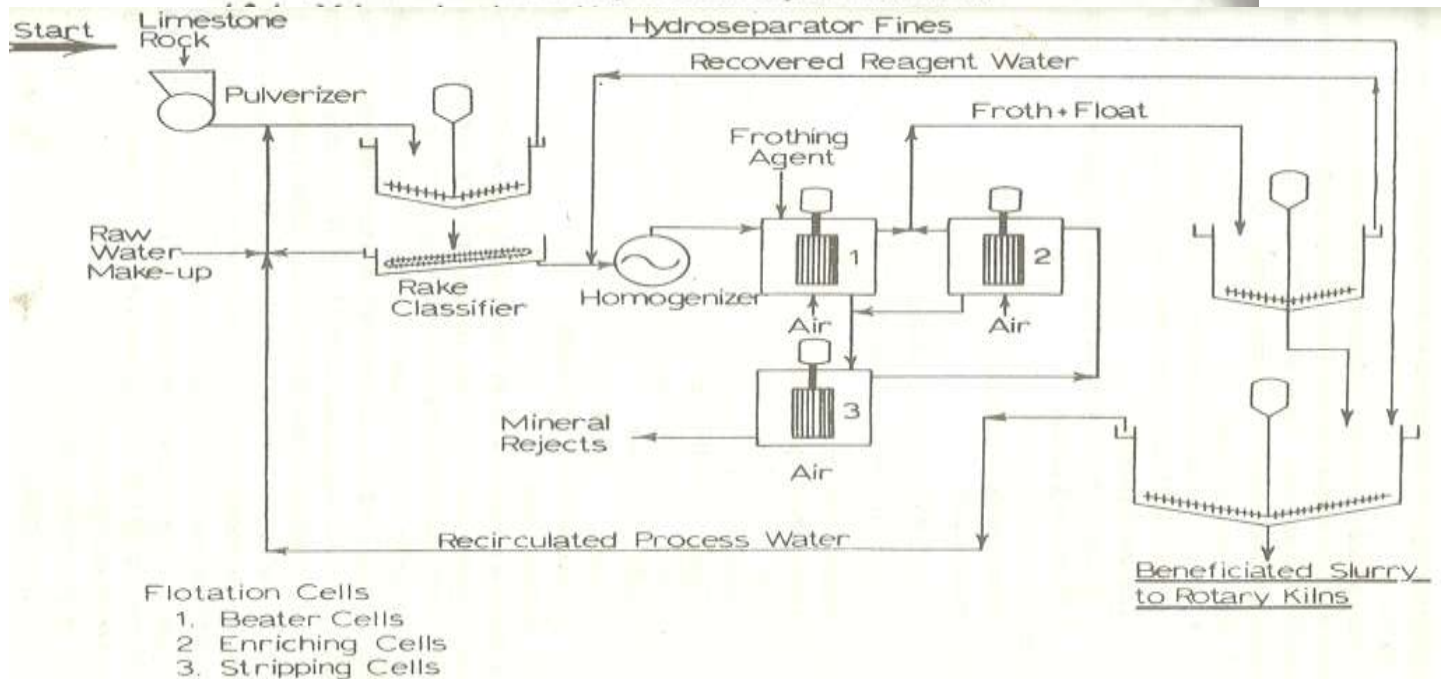 Start
Limestone
Rock
Pulverizer
Hydroseparator Fines
Recovered Reagent Water
Froth + Float
Frothing
Agent
Raw
Water
Make-up
Rake
Classifier
Homogenizer
1
2
Air
Air
3
Mineral
Rejects
Air
Recirculated Process Water
Beneficiated Slurry
to Rotary Kilns
Flotation Cells
1. Beater Cells
2 Enriching Cells
3. Stripping Cells